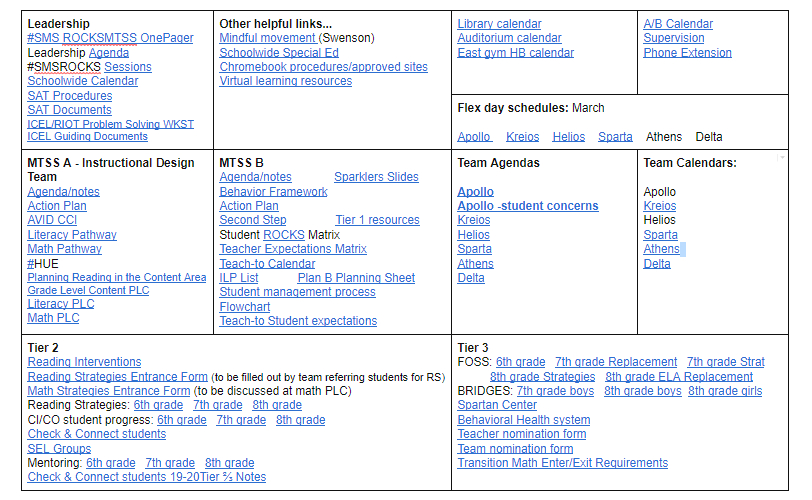 Leadership
#SMS ROCKSMTSS OnePager
Leadership Agenda
#SMSROCKS Sessions
Schoolwide Calendar
SAT Procedures
SAT Documents
ICEL/RIOT Problem Solving WKST
ICEL Guiding Documents
Other helpful links...
Mindful movement (Swenson)
Schoolwide Special Ed
Chromebook procedures/approved sites
Virtual learning resources
Library calendar
Auditorium calendar
East gym HB calendar
A/B Calendar
Supervision
Phone Extension
Flex day schedules: March
Apollo Kreios Helios Sparta Athens Delta
MTSS A - Instructional Design
Team
Agenda/notes
Action Plan
AVID CCI
Literacy Pathway
Math Pathway
#HUE
Planning Reading in the Content Area
Grade Level Content PLC
Literacy PLC
Math PLC
MTSS B
Agenda/notes Sparklers Slides
Behavior Framework
Action Plan
Second Step Tier 1 resources
Student ROCKS Matrix
Teacher Expectations Matrix
Teach-to Calendar
ILP List Plan B Planning Sheet
Student management process
Flowchart
Teach-to Student expectations
Team Agendas
Apollo
Apollo -student concerns
Kreios
Helios
Sparta
Athens
Delta
Team Calendars:
Apollo
Kreios
Helios
Sparta
Athens
Delta
Tier 2
Reading Interventions
Reading Strategies Entrance Form (to be filled out by team referring students for RS)
Math Strategies Entrance Form (to be discussed at math PLC)
Reading Strategies: 6th grade 7th grade 8th grade
CI/CO student progress: 6th grade 7th grade 8th grade
Check & Connect students
SEL Groups
Mentoring: 6th grade 7th grade 8th grade
Check & Connect students 19-20Tier ⅔ Notes
Tier 3
FOSS: 6th grade 7th grade Replacement 7th grade Strat
8th grade Strategies 8th grade ELA Replacement
BRIDGES: 7th grade boys 8th grade boys 8th grade girls
Spartan Center
Behavioral Health system
Teacher nomination form
Team nomination form
Transition Math Enter/Exit Requirements